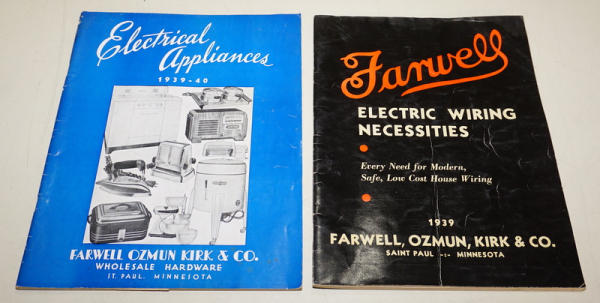 Electrical
Appliances
1939-40
FARWELL OZMUN KIRK & CO.
WHOLESALE HARDWARE
ST. PAUL, MINNESOTA
Farwell
ELECTRIC WIRING
NECESSITIES
Every Need for Modern,
Safe, Low Cost House Wiring
1939
FARWELL, OZMUN, KIRK & CO.
SAINT PAUL -:- MINNESOTA